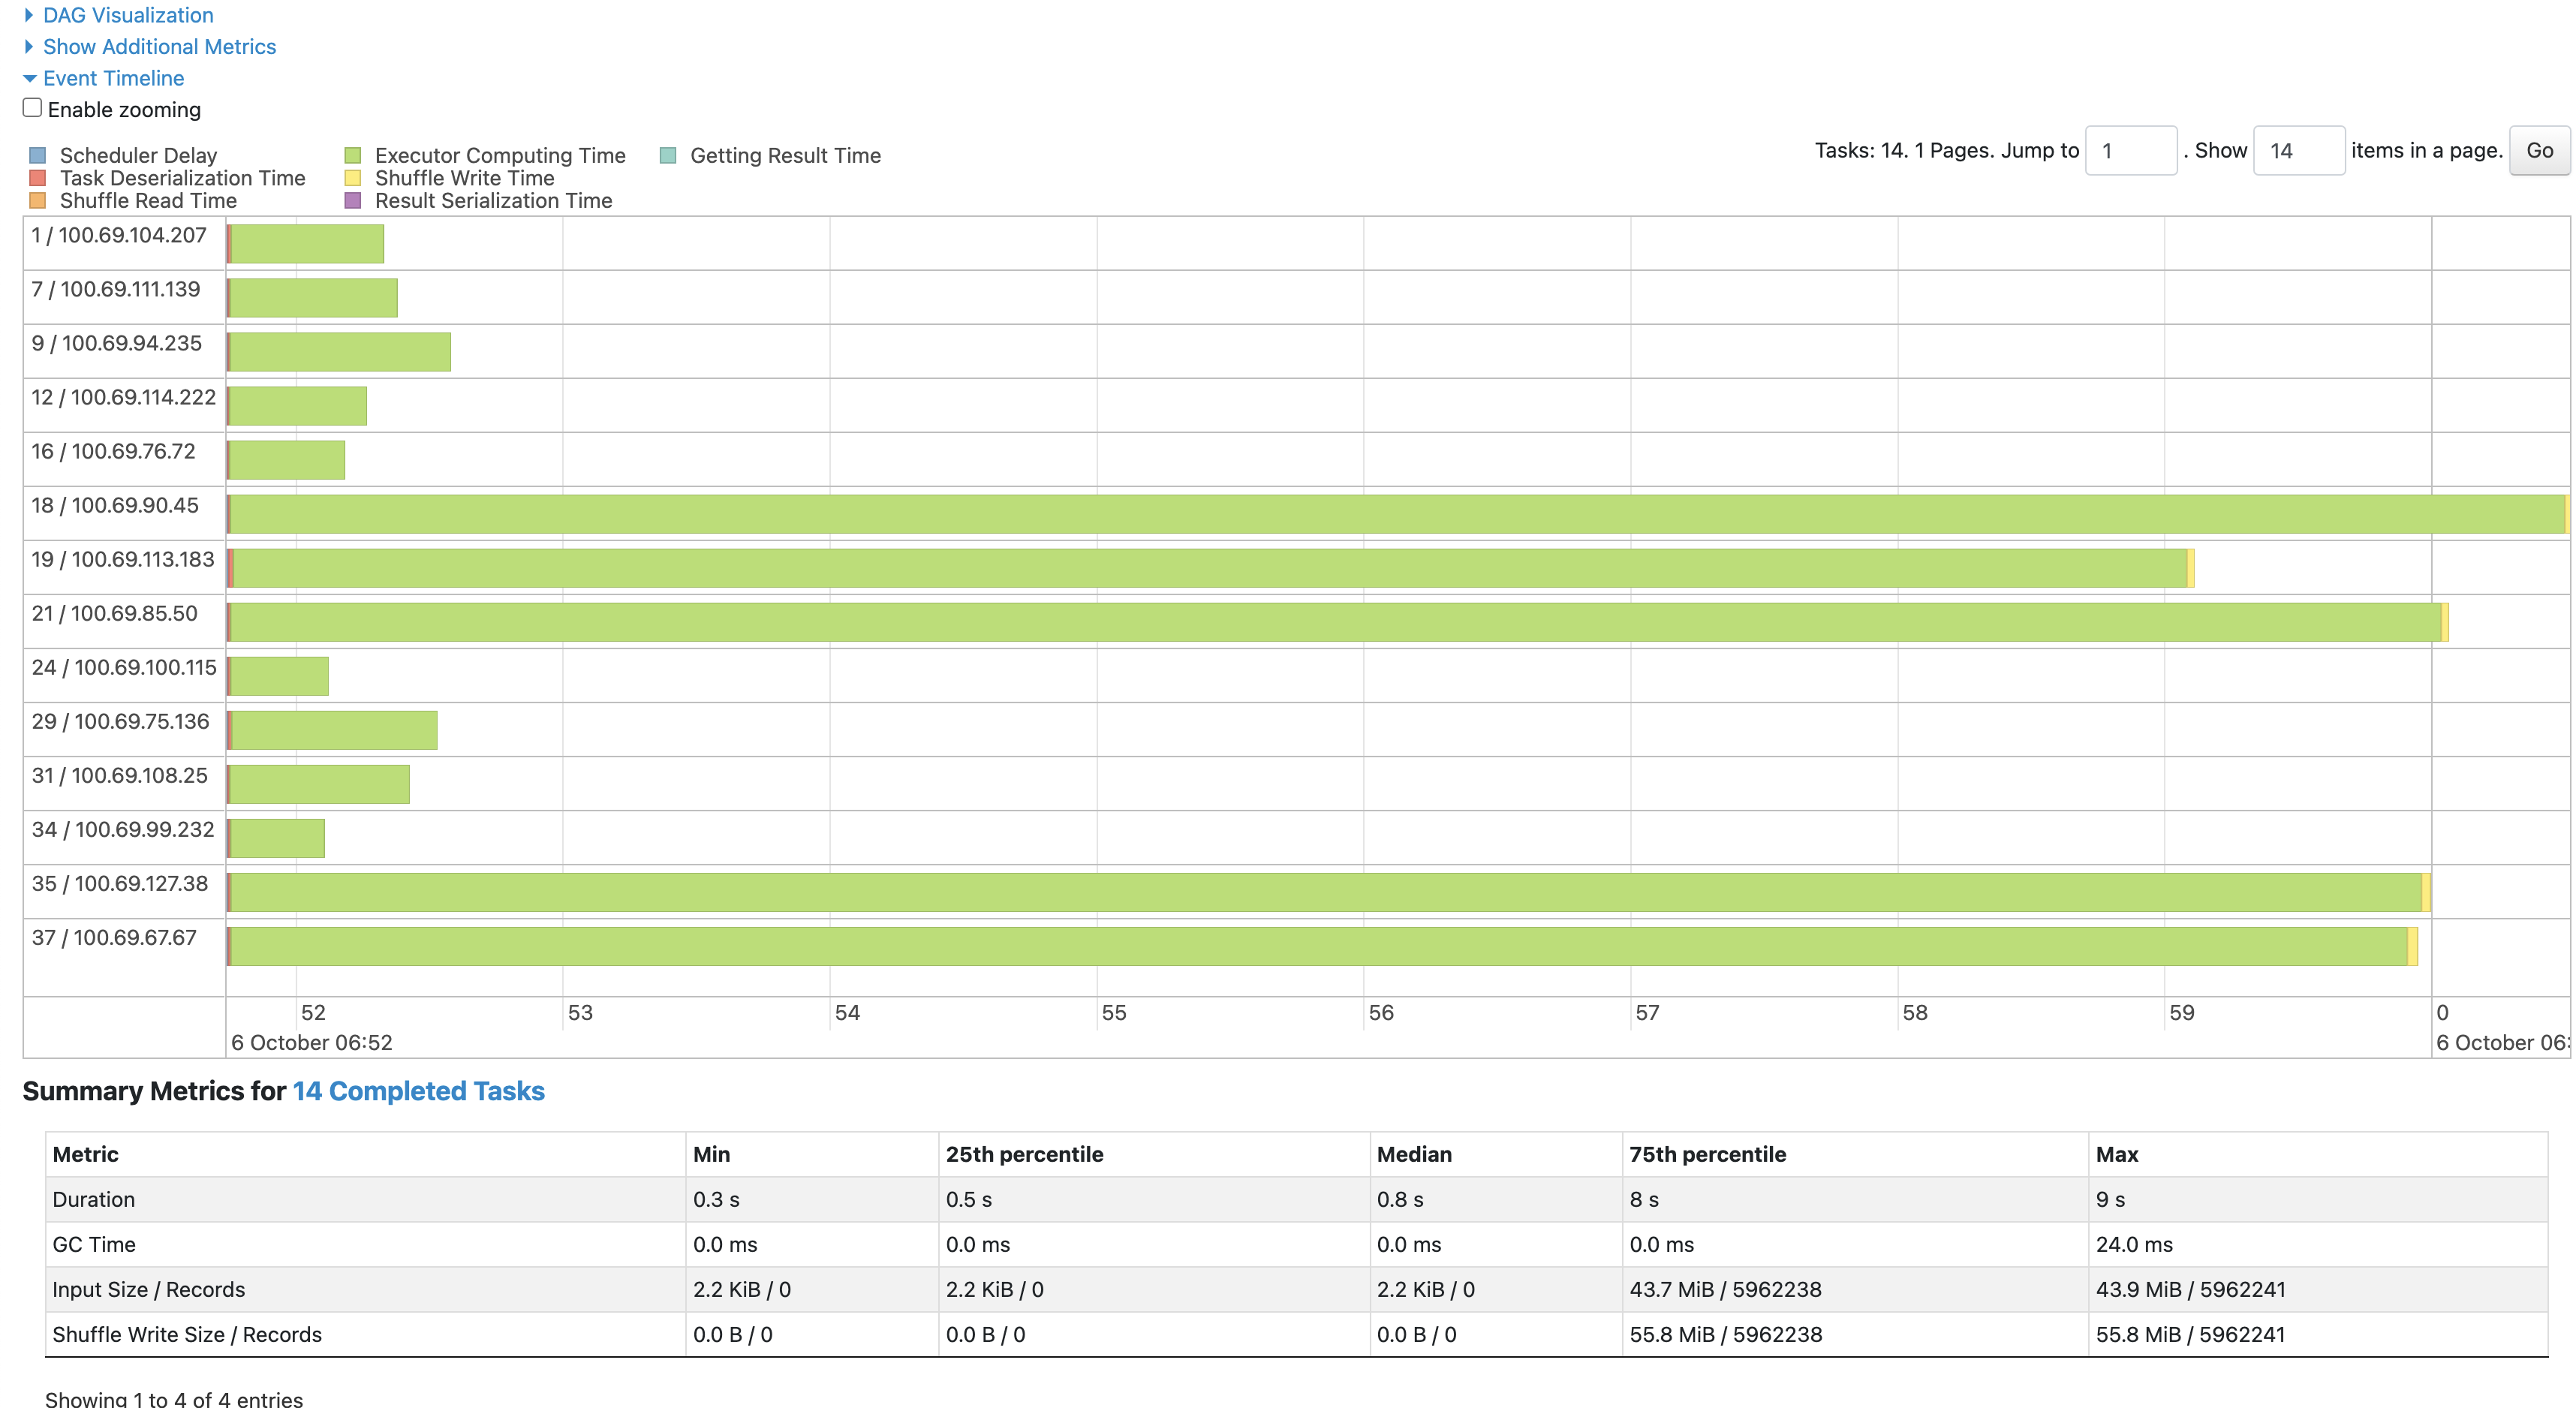 DAG Visualization
Show Additional Metrics
Event Timeline
Enable zooming
Scheduler Delay Executor Computing Time Getting Result Time
Task Deserialization Time Shuffle Write Time
Shuffle Read Time Result Serialization Time
Tasks: 14. 1 Pages. Jump to 1 . Show 14 items in a page. Go
1 / 100.69.104.207
7 / 100.69.111.139
9 / 100.69.94.235
12 / 100.69.114.222
16 / 100.69.76.72
18 / 100.69.90.45
19 / 100.69.113.183
21 / 100.69.85.50
24 / 100.69.100.115
29 / 100.69.75.136
31 / 100.69.108.25
34 / 100.69.99.232
35 / 100.69.127.38
37 / 100.69.67.67
52 53 54 55 56 57 58 59 0
6 October 06:52 6 October 06:
Summary Metrics for 14 Completed Tasks
Metric Min 25th percentile Median 75th percentile Max
Duration 0.3 s 0.5 s 0.8 s 8 s 9 s
GC Time 0.0 ms 0.0 ms 0.0 ms 0.0 ms 24.0 ms
Input Size / Records 2.2 KiB / 0 2.2 KiB / 0 2.2 KiB / 0 43.7 MiB / 5962238 43.9 MiB / 5962241
Shuffle Write Size / Records 0.0 B / 0 0.0 B / 0 0.0 B / 0 55.8 MiB / 5962238 55.8 MiB / 5962241
Showing 1 to 4 of 4 entries